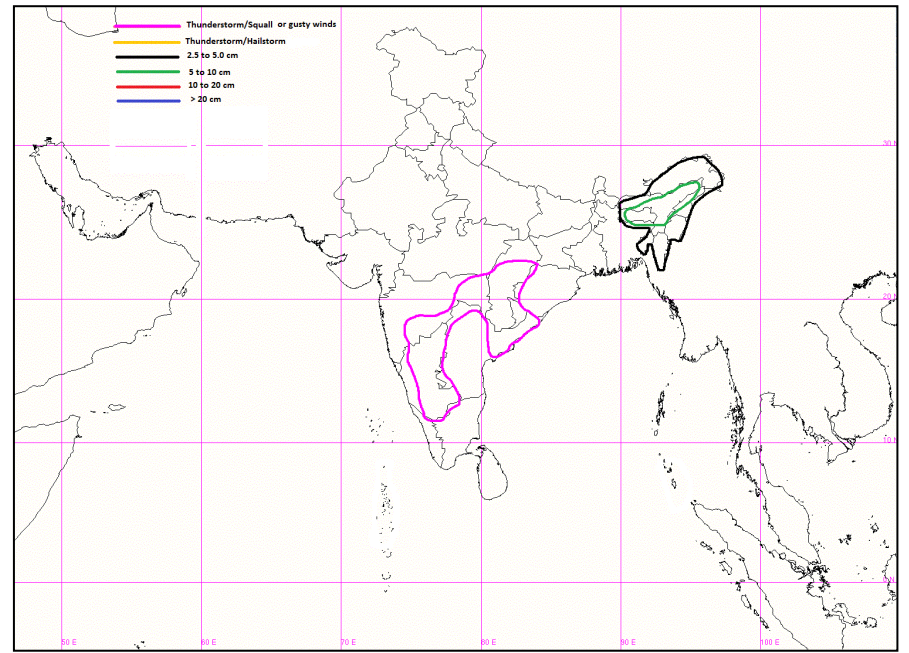 Thunderstorm/Squall or gusty winds
Thunderstorm/Hailstorm
2.5 to 5.0 cm
5 to 10 cm
10 to 20 cm
> 20 cm
30 N
20 N
10 N
50 E
60 E
70 E
80 E
90 E
100 E